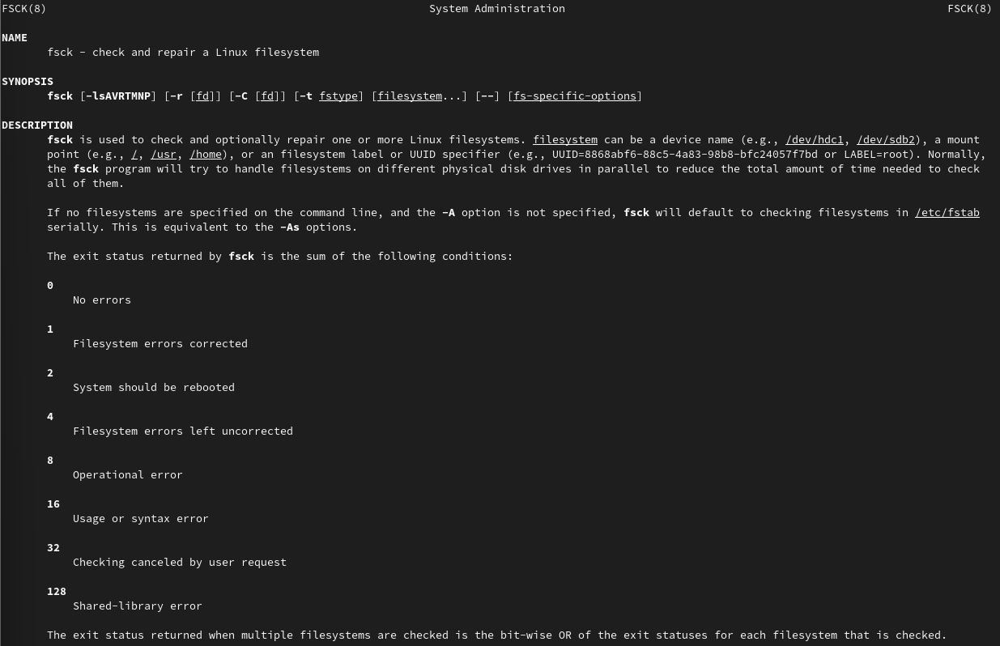 FSCK(8) System Administration FSCK(8)
NAME
fsck - check and repair a Linux filesystem
SYNOPSIS
fsck [-lsAVRTMNP] [-r [fd]] [-C [fd]] [-t fstype] [filesystem...] [--] [fs-specific-options]
DESCRIPTION
fsck is used to check and optionally repair one or more Linux filesystems. filesystem can be a device name (e.g., /dev/hdc1, /dev/sdb2), a mount
point (e.g., /, /usr, /home), or an filesystem label or UUID specifier (e.g., UUID=8868abf6-88c5-4a83-98b8-bfc24057f7bd or LABEL=root). Normally,
the fsck program will try to handle filesystems on different physical disk drives in parallel to reduce the total amount of time needed to check
all of them.
If no filesystems are specified on the command line, and the -A option is not specified, fsck will default to checking filesystems in /etc/fstab
serially. This is equivalent to the -As options.
The exit status returned by fsck is the sum of the following conditions:
0
No errors
1
Filesystem errors corrected
2
System should be rebooted
4
Filesystem errors left uncorrected
8
Operational error
16
Usage or syntax error
32
Checking canceled by user request
128
Shared-library error
The exit status returned when multiple filesystems are checked is the bit-wise OR of the exit statuses for each filesystem that is checked.